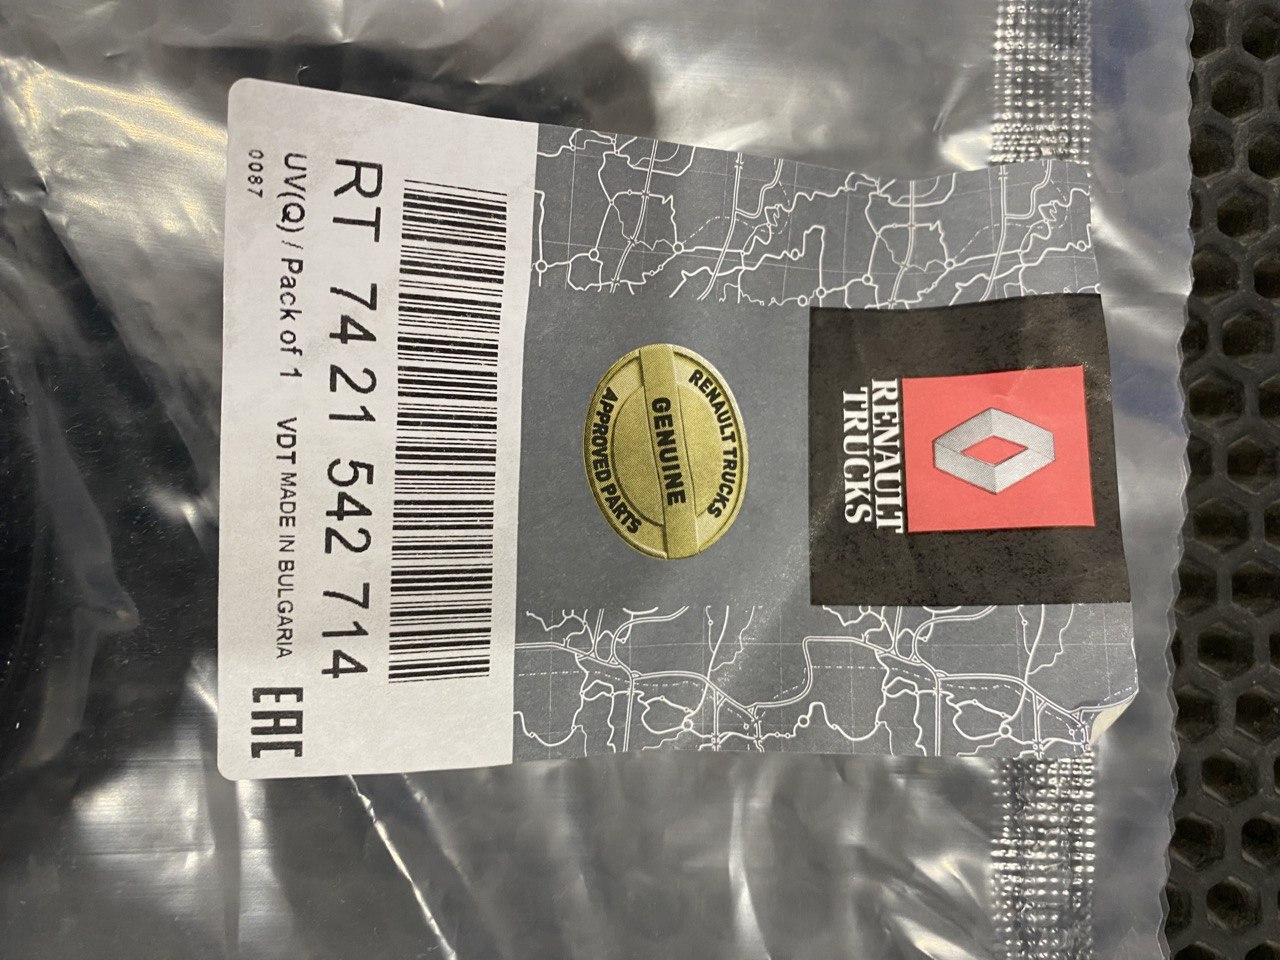 RENAULT
TRUCKS
RENAULT TRUCKS
GENUINE
APPROVED PARTS
RT 74 21 542 714
UV(Q) / Pack of 1 VDT MADE IN BULGARIA
0087
EAC